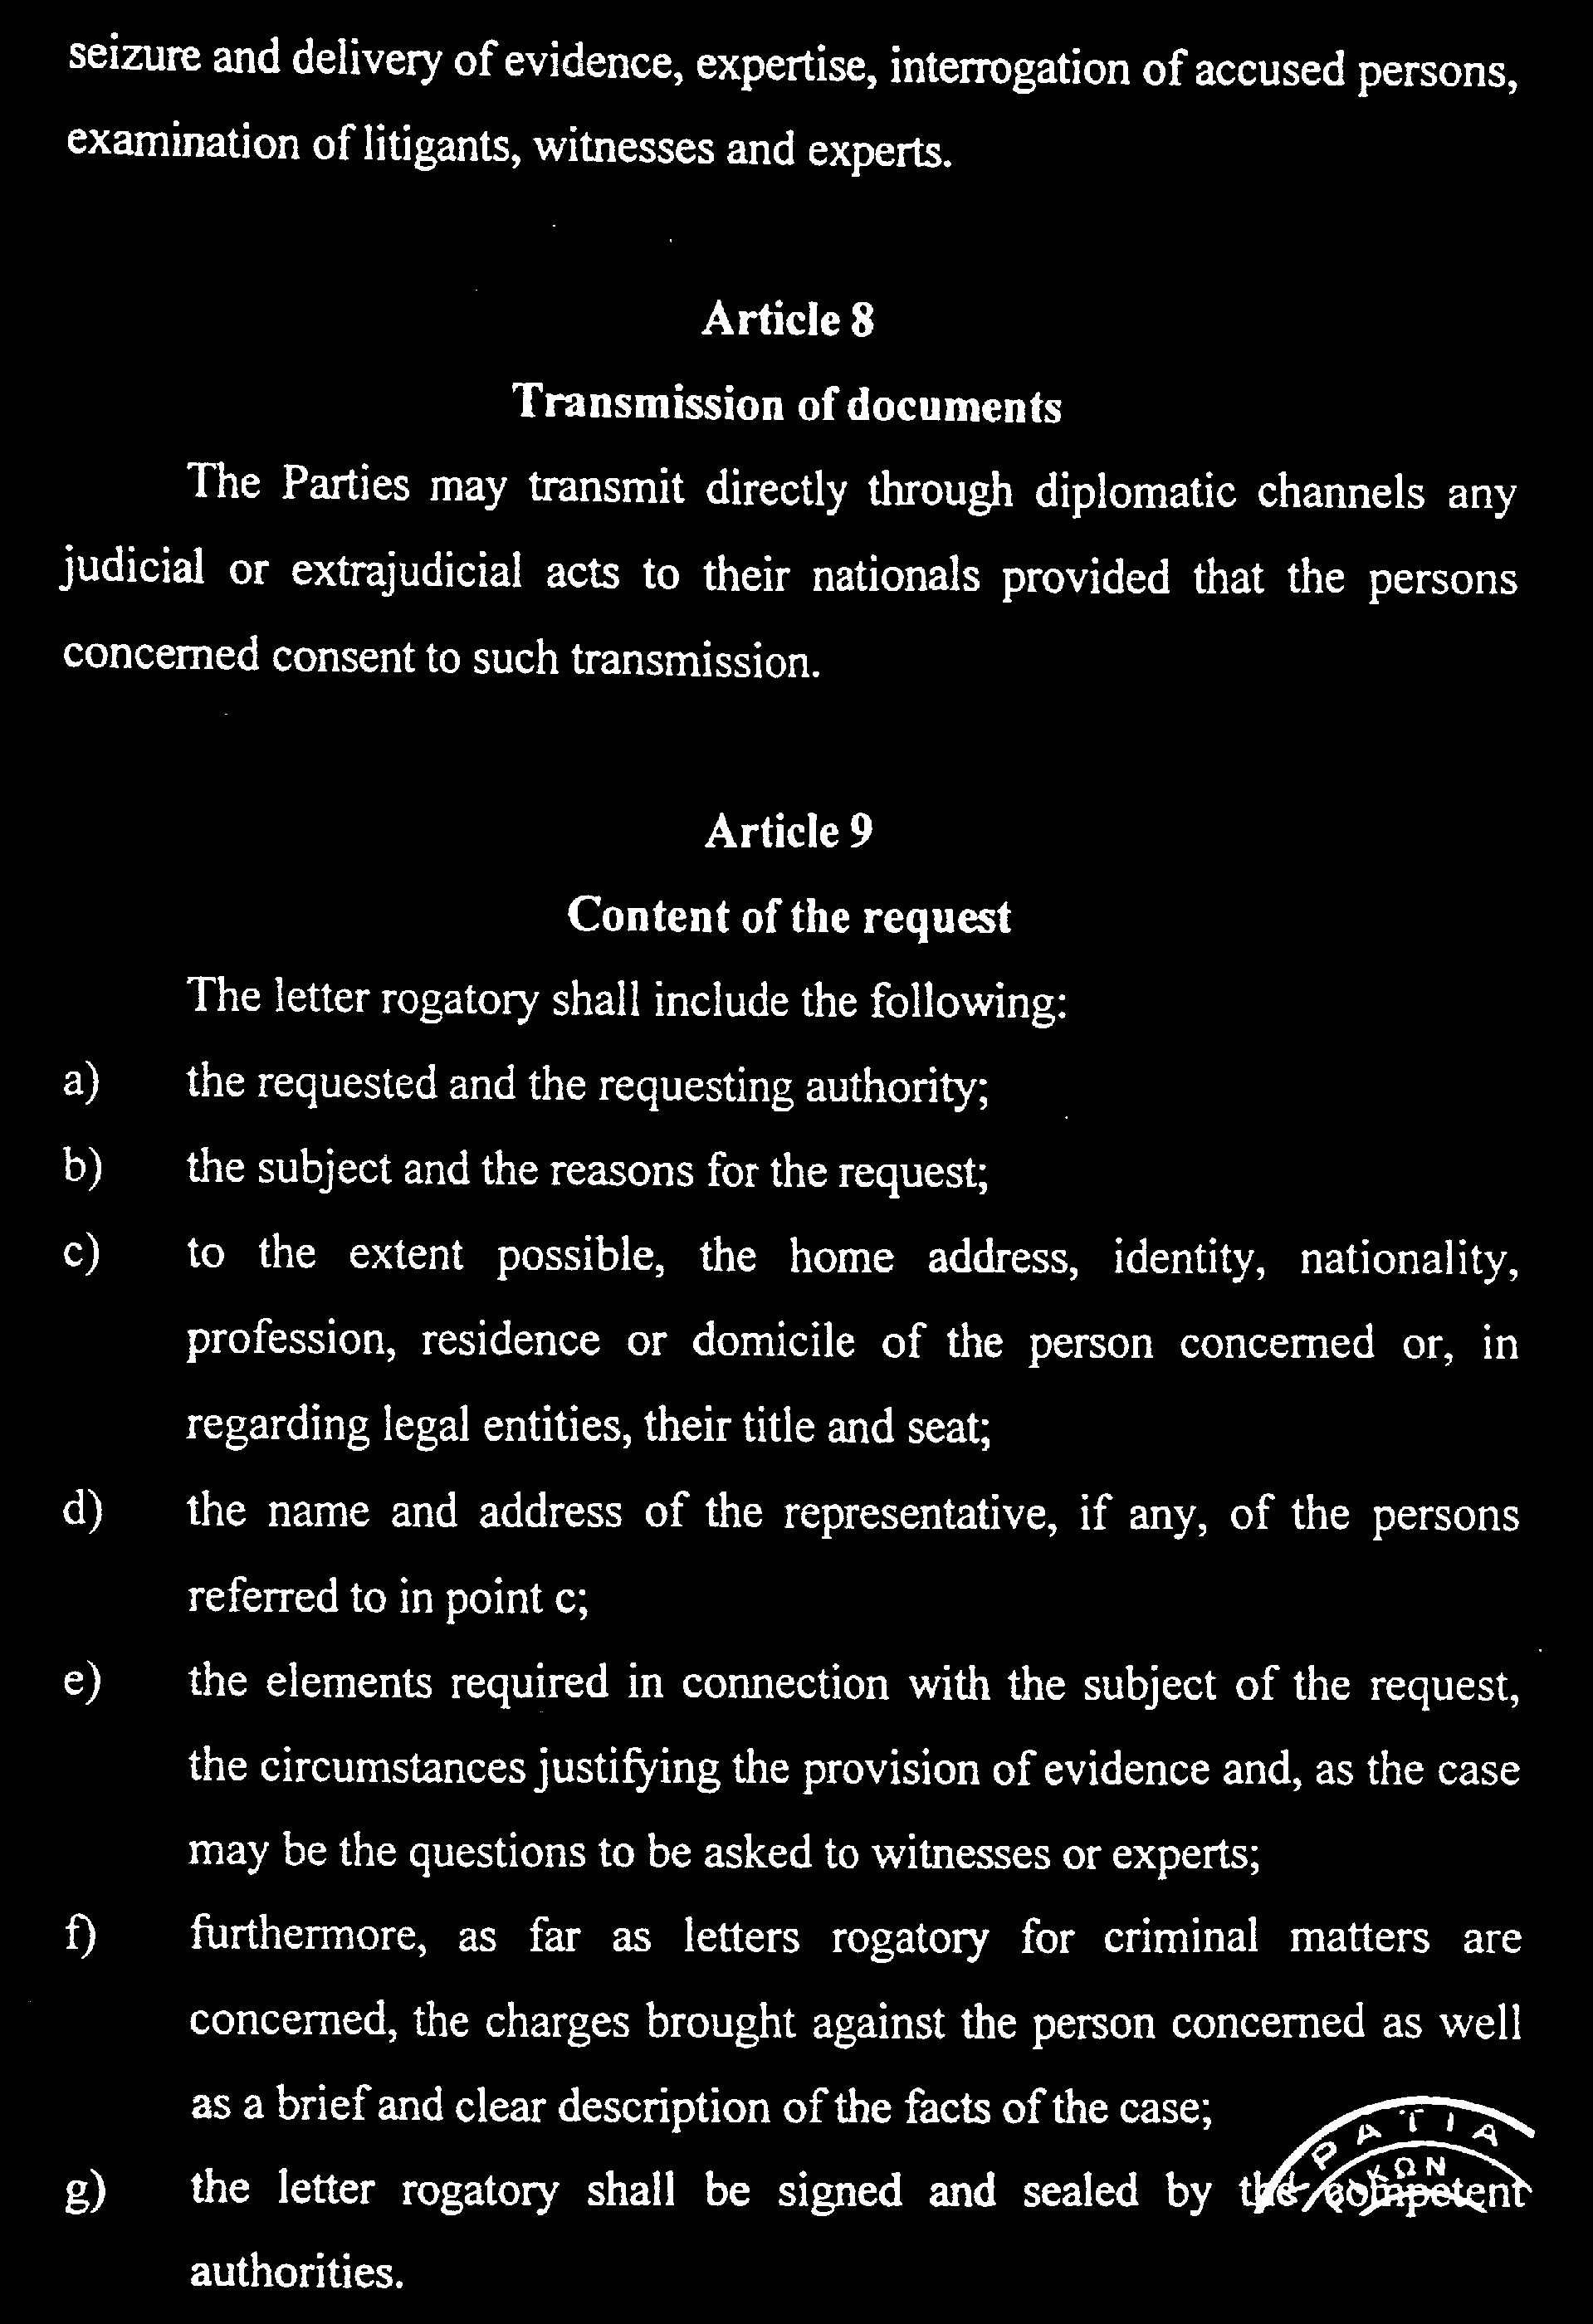 seizure and delivery of evidence, expertise, interrogation of accused persons,
examination of litigants, witnesses and experts.
Article 8
Transmission of documents
The Parties may transmit directly through diplomatic channels any
judicial or extrajudicial acts to their nationals provided that the persons
concerned consent to such transmission.
Article 9
Content of the request
The letter rogatory shall include the following:
a) the requested and the requesting authority;
b) the subject and the reasons for the request;
c) to the extent possible, the home address, identity, nationality,
profession, residence or domicile of the person concerned or, in
regarding legal entities, their title and seat;
d) the name and address of the representative, if any, of the persons
referred to in point c;
e) the elements required in connection with the subject of the request,
the circumstances justifying the provision of evidence and, as the case
may be the questions to be asked to witnesses or experts;
f) furthermore, as far as letters rogatory for criminal matters are
concerned, the charges brought against the person concerned as well
as a brief and clear description of the facts of the case;
g) the letter rogatory shall be signed and sealed by the competent
authorities.